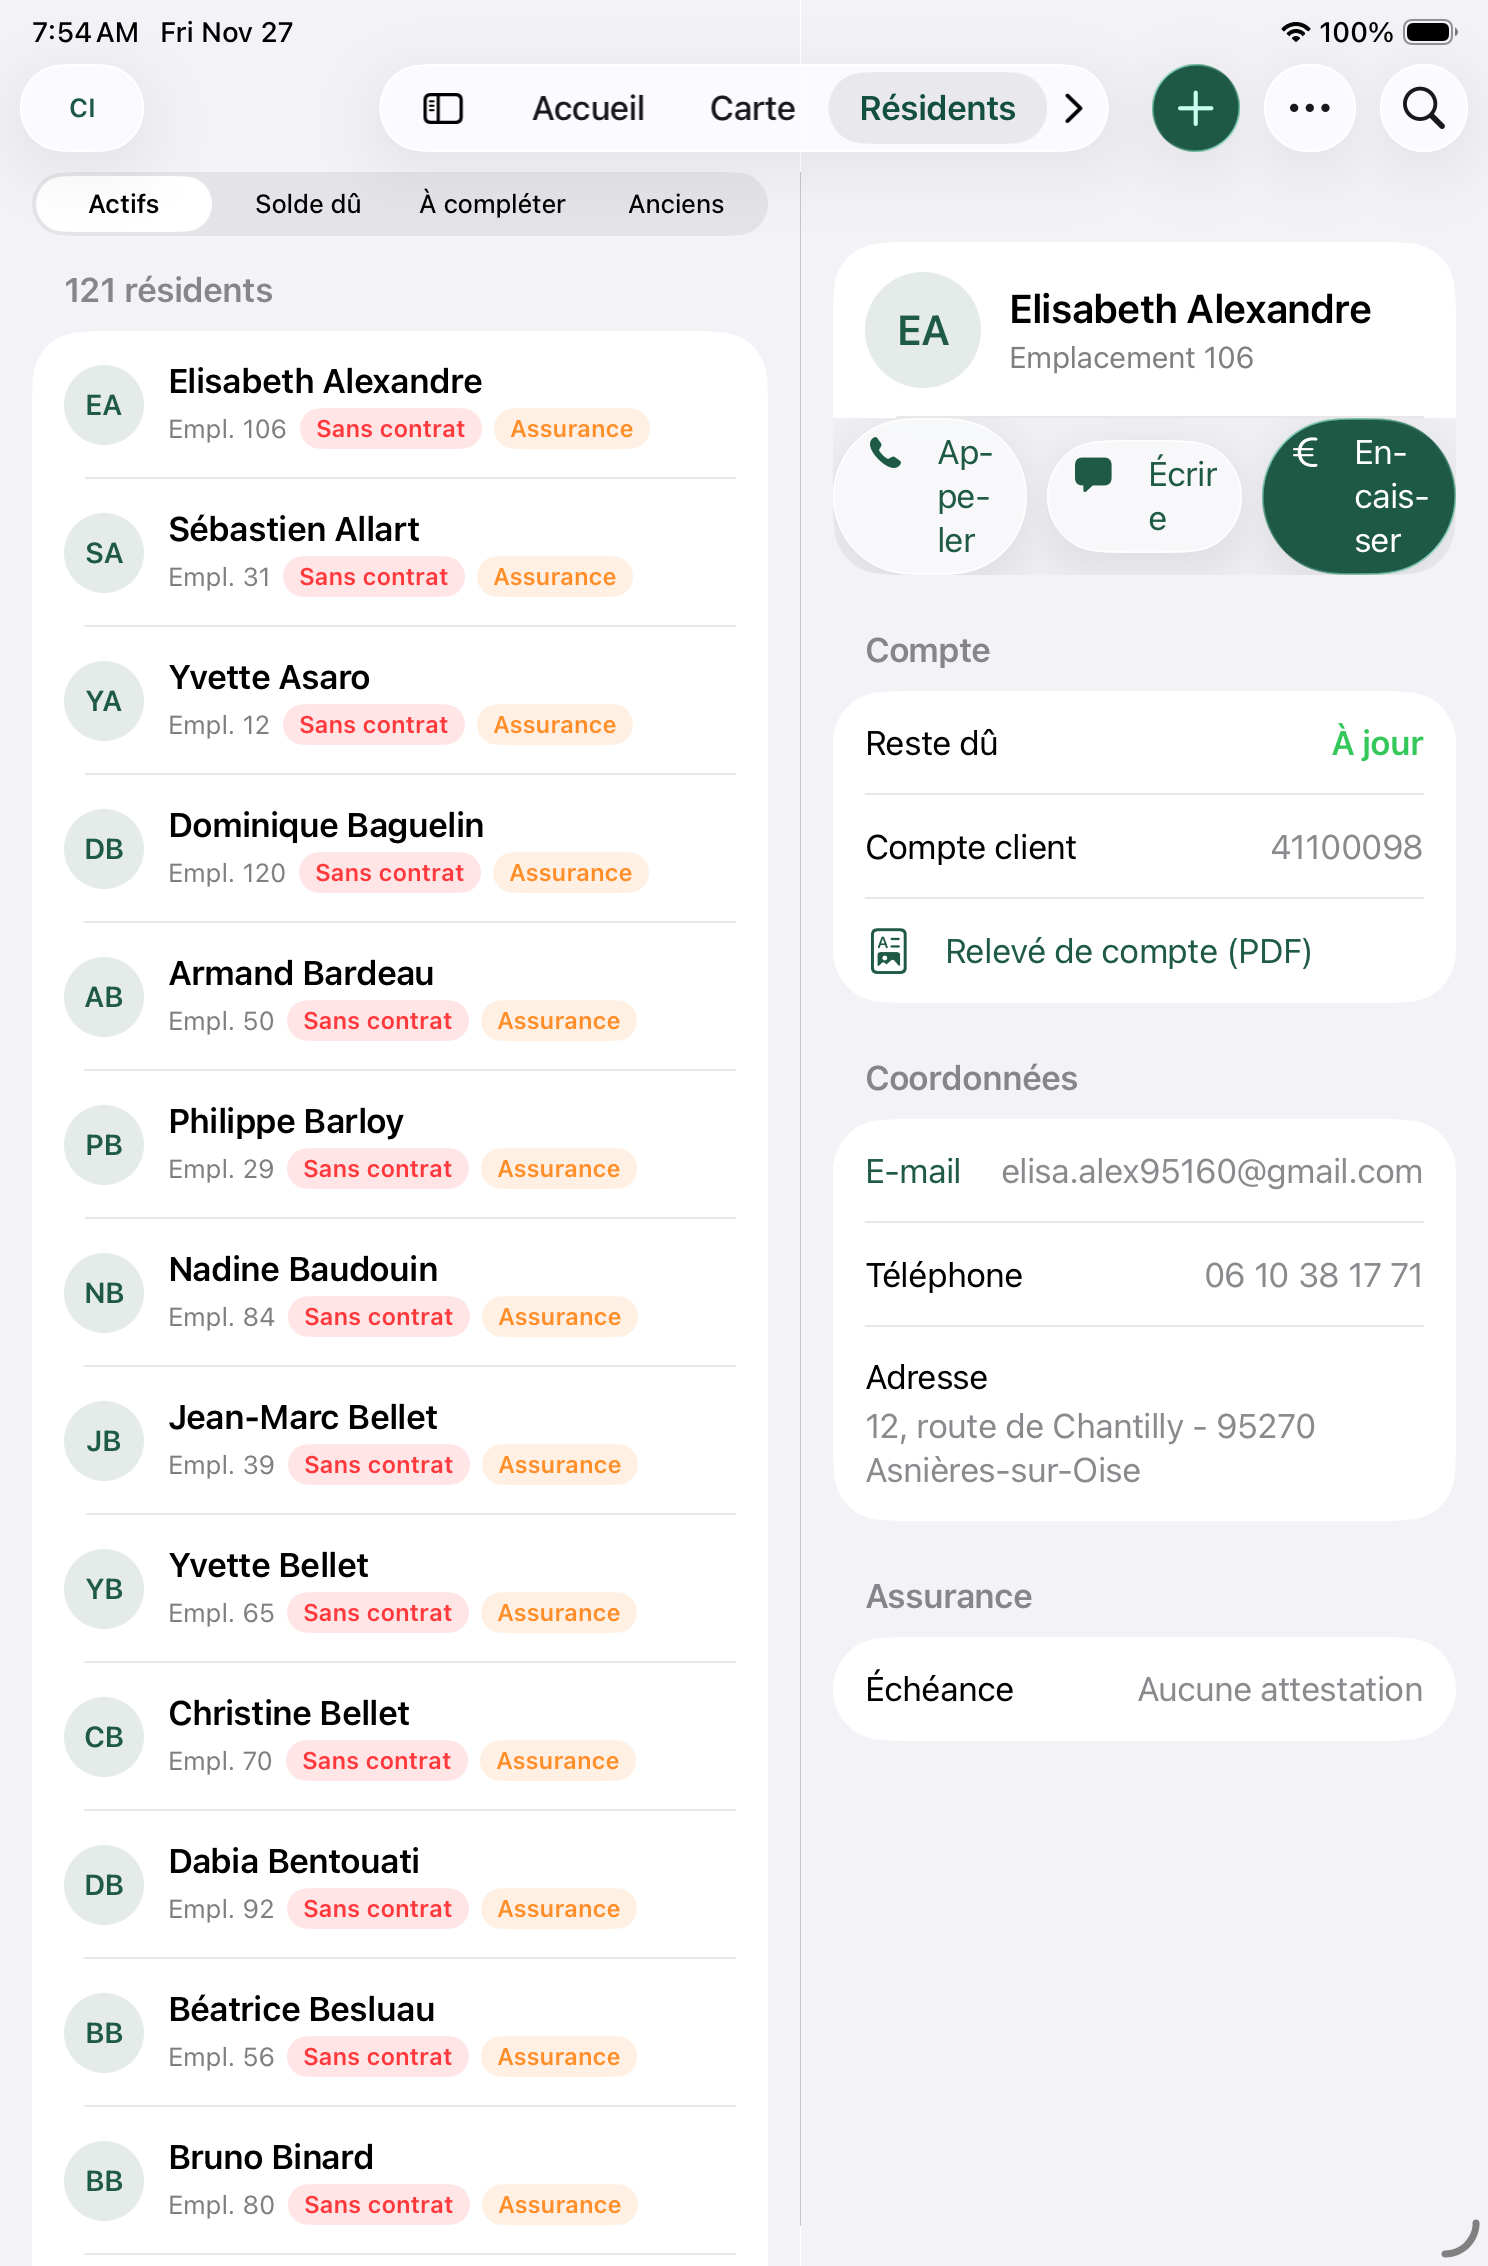 7:54 AM Fri Nov 27
100%
CI
Accueil
Carte
Résidents
Actifs
Solde dû
À compléter
Anciens
121 résidents
EA
Elisabeth Alexandre
Empl. 106 Sans contrat Assurance
SA
Sébastien Allart
Empl. 31 Sans contrat Assurance
YA
Yvette Asaro
Empl. 12 Sans contrat Assurance
DB
Dominique Baguelin
Empl. 120 Sans contrat Assurance
AB
Armand Bardeau
Empl. 50 Sans contrat Assurance
PB
Philippe Barloy
Empl. 29 Sans contrat Assurance
NB
Nadine Baudouin
Empl. 84 Sans contrat Assurance
JB
Jean-Marc Bellet
Empl. 39 Sans contrat Assurance
YB
Yvette Bellet
Empl. 65 Sans contrat Assurance
CB
Christine Bellet
Empl. 70 Sans contrat Assurance
DB
Dabia Bentouati
Empl. 92 Sans contrat Assurance
BB
Béatrice Besluau
Empl. 56 Sans contrat Assurance
BB
Bruno Binard
Empl. 80 Sans contrat Assurance
EA
Elisabeth Alexandre
Emplacement 106
Ap-
pe-
ler
Écrir
e
€ En-
cais-
ser
Compte
Reste dû À jour
Compte client 41100098
Relevé de compte (PDF)
Coordonnées
E-mail elisa.alex95160@gmail.com
Téléphone 06 10 38 17 71
Adresse
12, route de Chantilly - 95270
Asnières-sur-Oise
Assurance
Échéance Aucune attestation